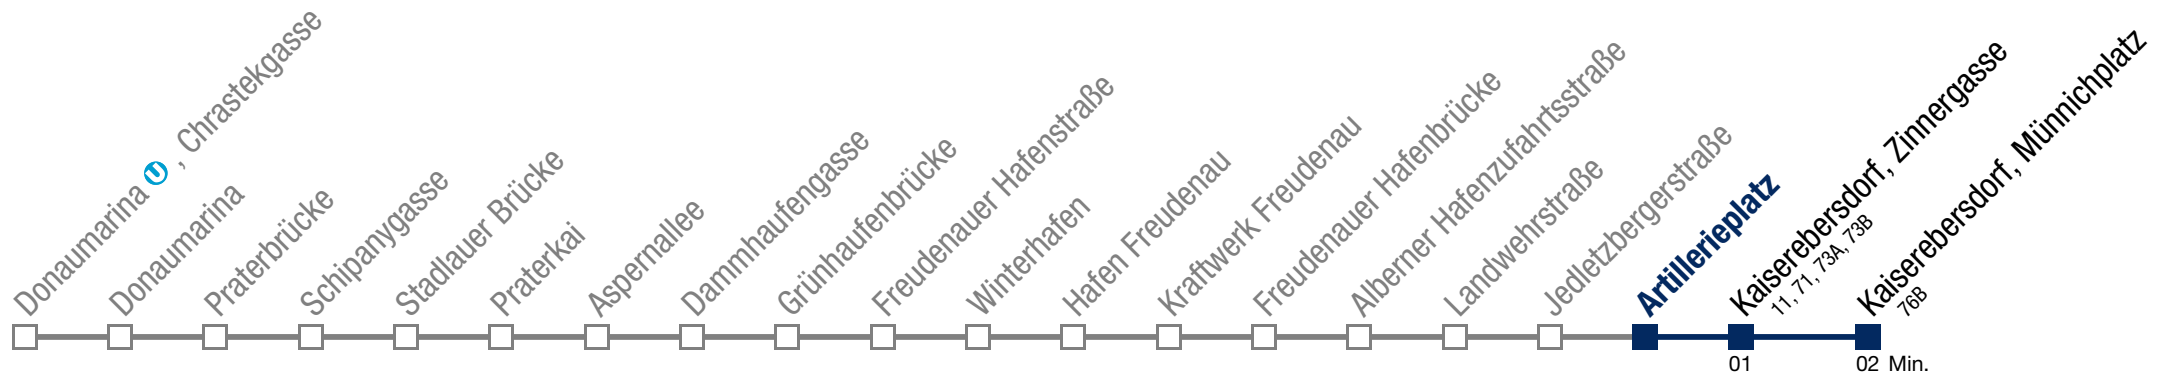 Donaumarina U, Chrastekgasse
Donaumarina
Praterbrücke
Schipanygasse
Stadlauer Brücke
Praterkai
Aspernallee
Dammhaufengasse
Grünhaufenbrücke
Freudenauer Hafenstraße
Winterhafen
Hafen Freudenau
Kraftwerk Freudenau
Freudenauer Hafenbrücke
Alberner Hafenzufahrtsstraße
Landwehrstraße
Jedletzbergerstraße
Artillerieplatz
Kaiserebersdorf, Zinnergasse
11, 71, 73A, 73B
Kaiserebersdorf, Münnichplatz
76B
01
02 Min.